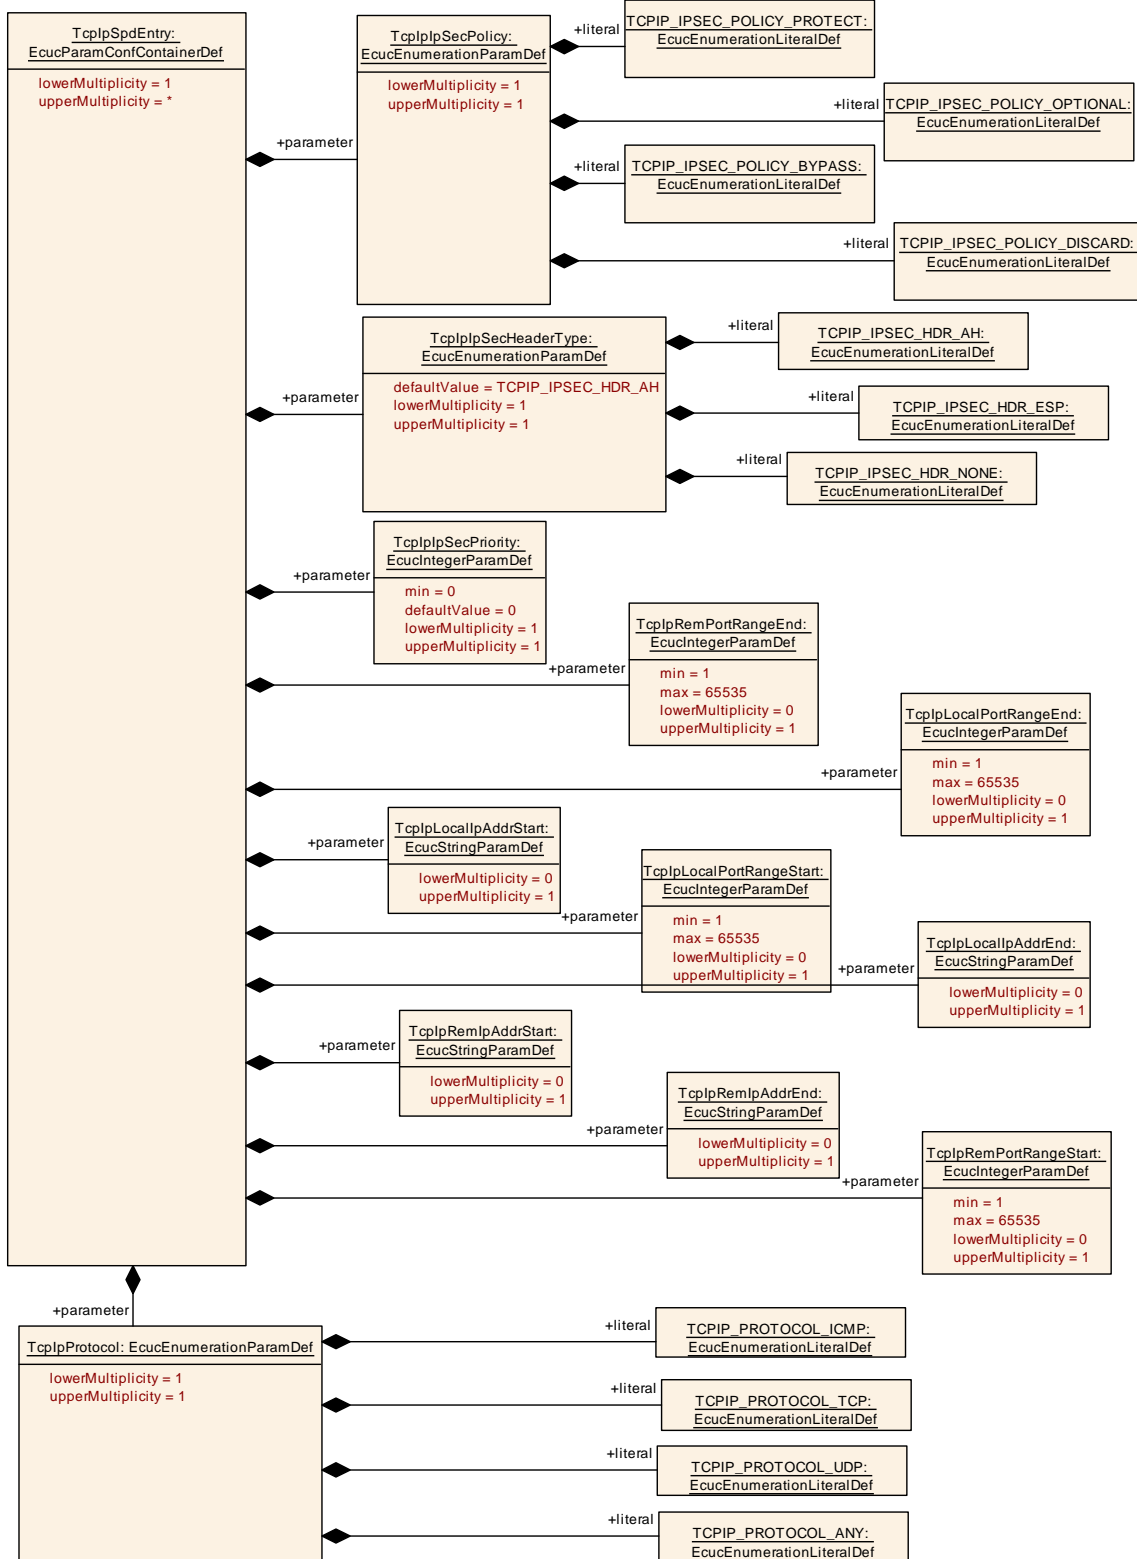 TcpIpSpdEntry:
EcucParamConfContainerDef
lowerMultiplicity = 1
upperMultiplicity = *
+parameter
TcpIpIpSecPolicy:
EcucEnumerationParamDef
lowerMultiplicity = 1
upperMultiplicity = 1
+literal
TCPIP_IPSEC_POLICY_PROTECT:
EcucEnumerationLiteralDef
+literal
TCPIP_IPSEC_POLICY_OPTIONAL:
EcucEnumerationLiteralDef
+literal
TCPIP_IPSEC_POLICY_BYPASS:
EcucEnumerationLiteralDef
+literal
TCPIP_IPSEC_POLICY_DISCARD:
EcucEnumerationLiteralDef
+parameter
TcpIpIpSecHeaderType:
EcucEnumerationParamDef
defaultValue = TCPIP_IPSEC_HDR_AH
lowerMultiplicity = 1
upperMultiplicity = 1
+literal
TCPIP_IPSEC_HDR_AH:
EcucEnumerationLiteralDef
+literal
TCPIP_IPSEC_HDR_ESP:
EcucEnumerationLiteralDef
+literal
TCPIP_IPSEC_HDR_NONE:
EcucEnumerationLiteralDef
+parameter
TcpIpIpSecPriority:
EcucIntegerParamDef
min = 0
defaultValue = 0
lowerMultiplicity = 1
upperMultiplicity = 1
+parameter
TcpIpRemPortRangeEnd:
EcucIntegerParamDef
min = 1
max = 65535
lowerMultiplicity = 0
upperMultiplicity = 1
+parameter
TcpIpLocalPortRangeEnd:
EcucIntegerParamDef
min = 1
max = 65535
lowerMultiplicity = 0
upperMultiplicity = 1
+parameter
TcpIpLocalIpAddrStart:
EcucStringParamDef
lowerMultiplicity = 0
upperMultiplicity = 1
+parameter
TcpIpLocalPortRangeStart:
EcucIntegerParamDef
min = 1
max = 65535
lowerMultiplicity = 0
upperMultiplicity = 1
+parameter
TcpIpLocalIpAddrEnd:
EcucStringParamDef
lowerMultiplicity = 0
upperMultiplicity = 1
+parameter
TcpIpRemIpAddrStart:
EcucStringParamDef
lowerMultiplicity = 0
upperMultiplicity = 1
+parameter
TcpIpRemIpAddrEnd:
EcucStringParamDef
lowerMultiplicity = 0
upperMultiplicity = 1
+parameter
TcpIpRemPortRangeStart:
EcucIntegerParamDef
min = 1
max = 65535
lowerMultiplicity = 0
upperMultiplicity = 1
+parameter
TcpIpProtocol: EcucEnumerationParamDef
lowerMultiplicity = 1
upperMultiplicity = 1
+literal
TCPIP_PROTOCOL_ICMP:
EcucEnumerationLiteralDef
+literal
TCPIP_PROTOCOL_TCP:
EcucEnumerationLiteralDef
+literal
TCPIP_PROTOCOL_UDP:
EcucEnumerationLiteralDef
+literal
TCPIP_PROTOCOL_ANY:
EcucEnumerationLiteralDef